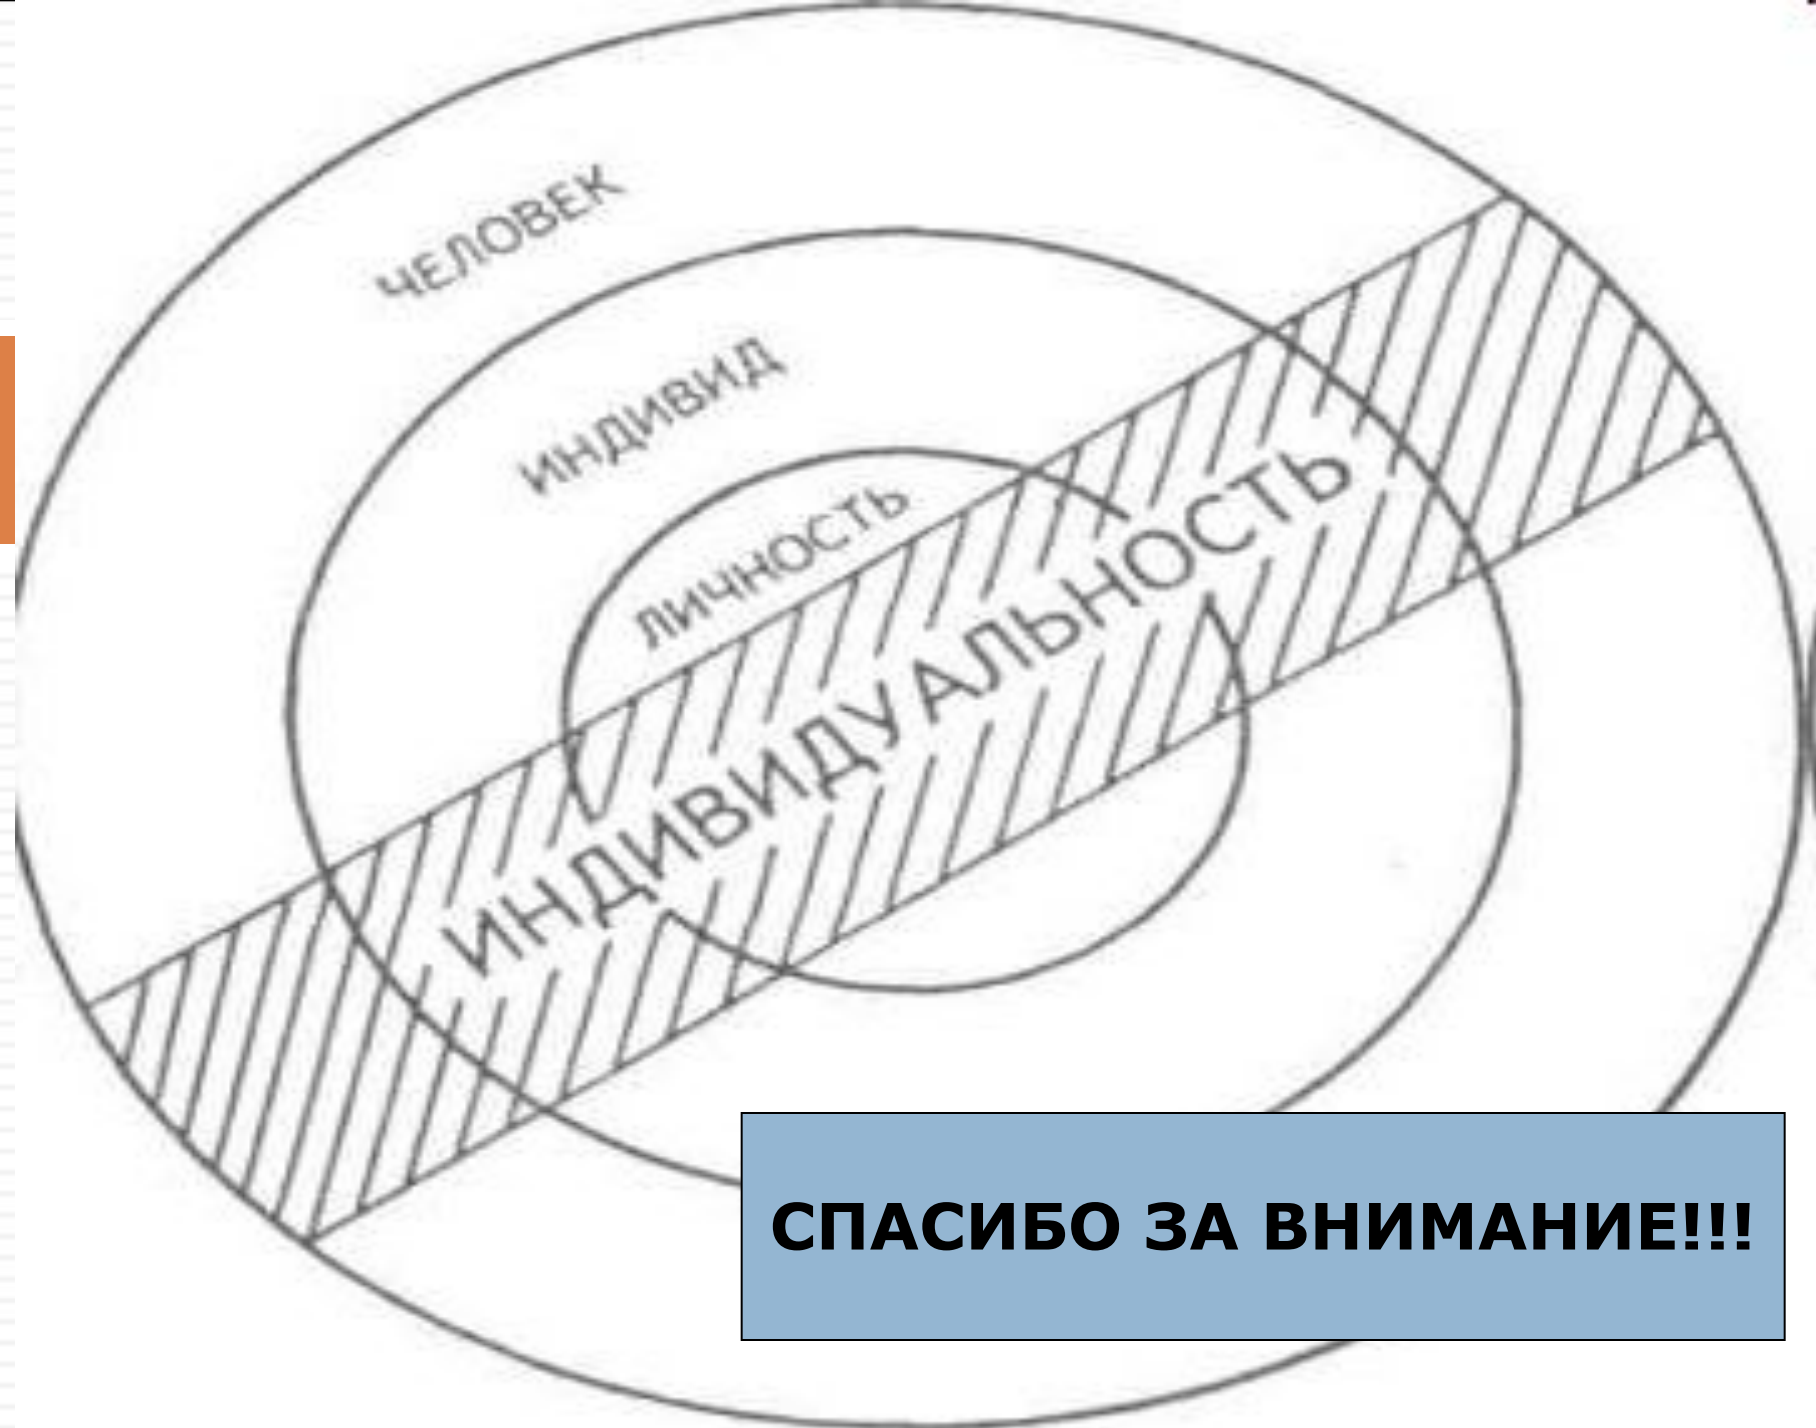 ЧЕЛОВЕК
ИНДИВИД
ЛИЧНОСТЬ
ИНДИВИДУАЛЬНОСТЬ
СПАСИБО ЗА ВНИМАНИЕ!!!